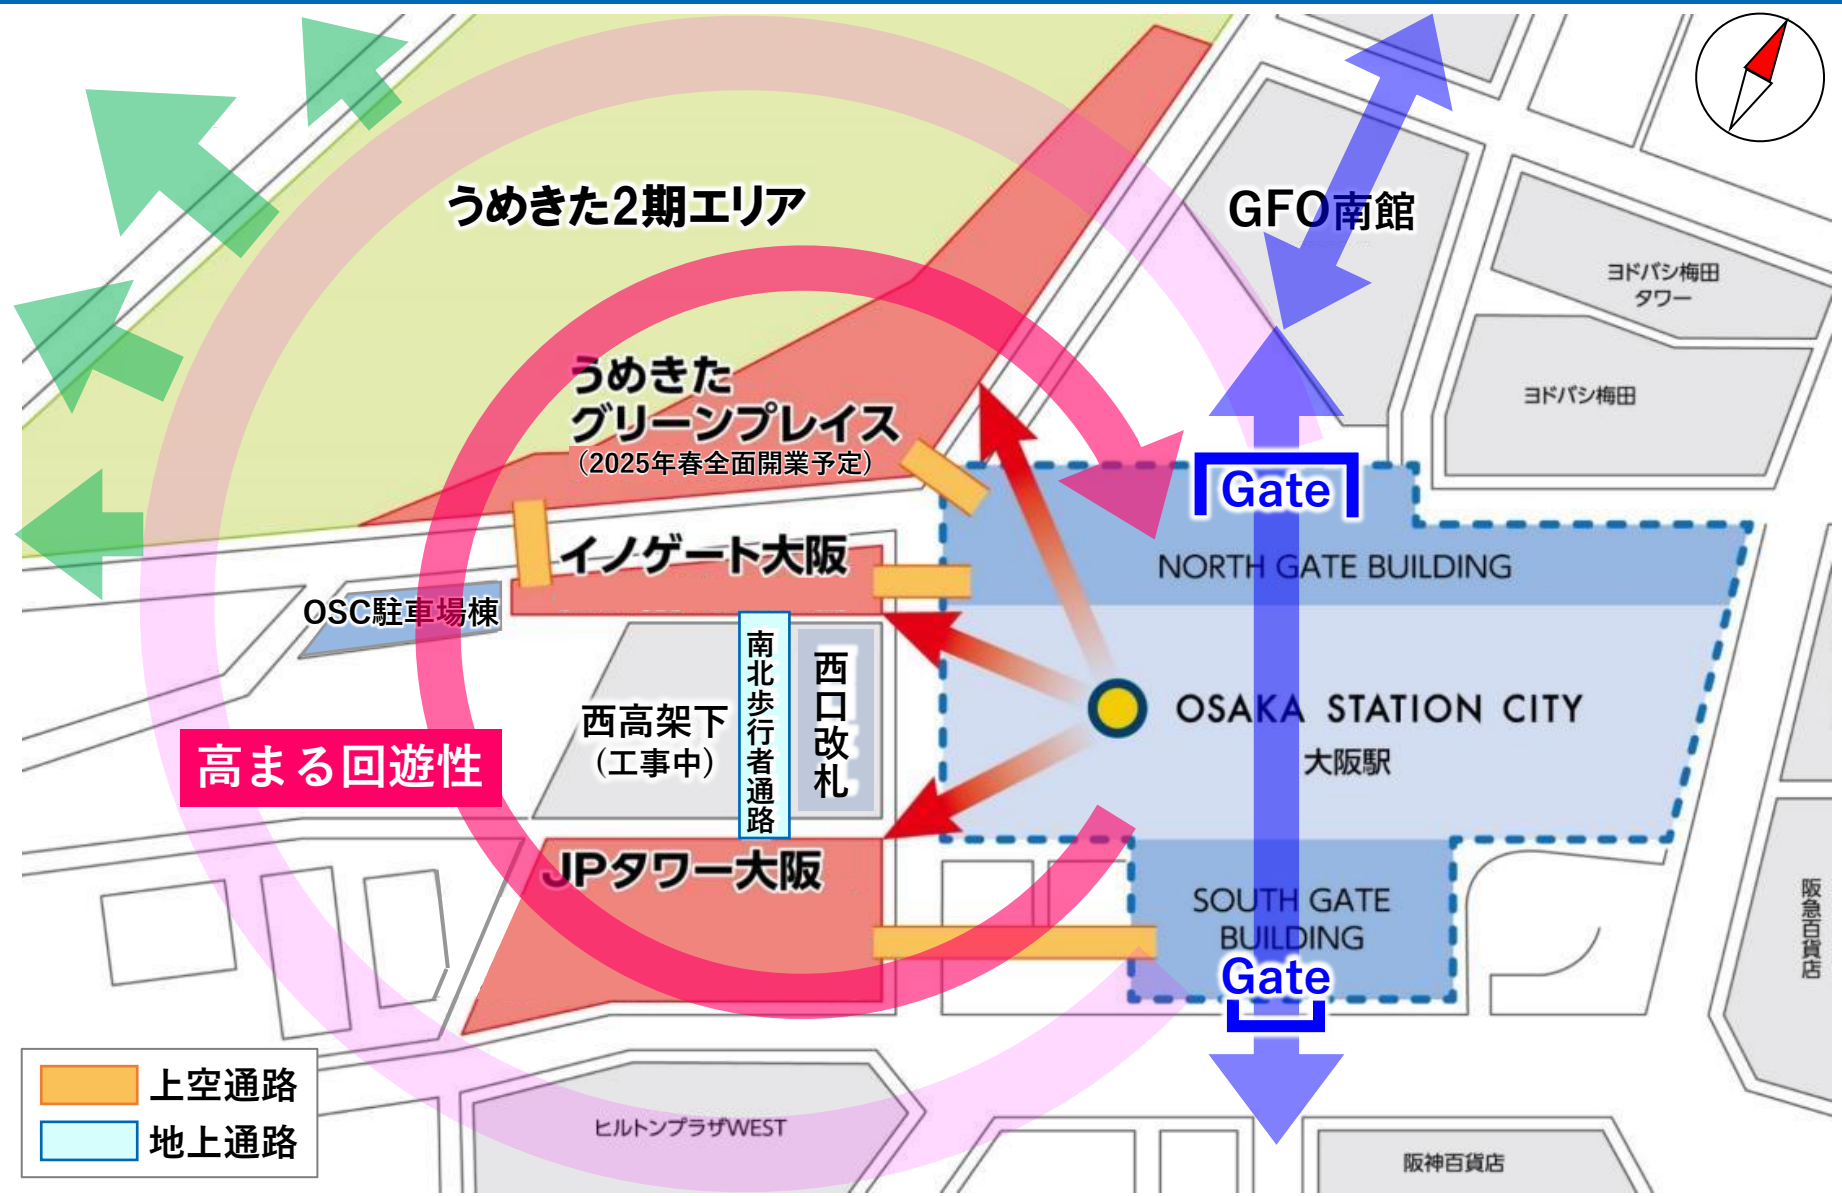 うめきた2期エリア
GFO南館
ヨドバシ梅田
タワー
ヨドバシ梅田
うめきた
グリーンプレイス
(2025年春全面開業予定)
Gate
イノゲート大阪
NORTH GATE BUILDING
OSC駐車場棟
南北歩行者通路
西口改札
西高架下
(工事中)
OSAKA STATION CITY
大阪駅
高まる回遊性
JPタワー大阪
SOUTH GATE
BUILDING
Gate
阪急百貨店
上空通路
地上通路
ヒルトンプラザWEST
阪神百貨店